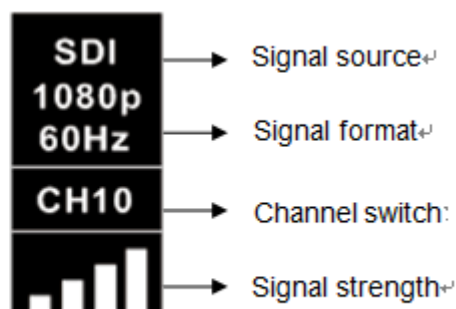 SDI
Signal source
1080p
60Hz
Signal format
CH10
Channel switch
Signal strength